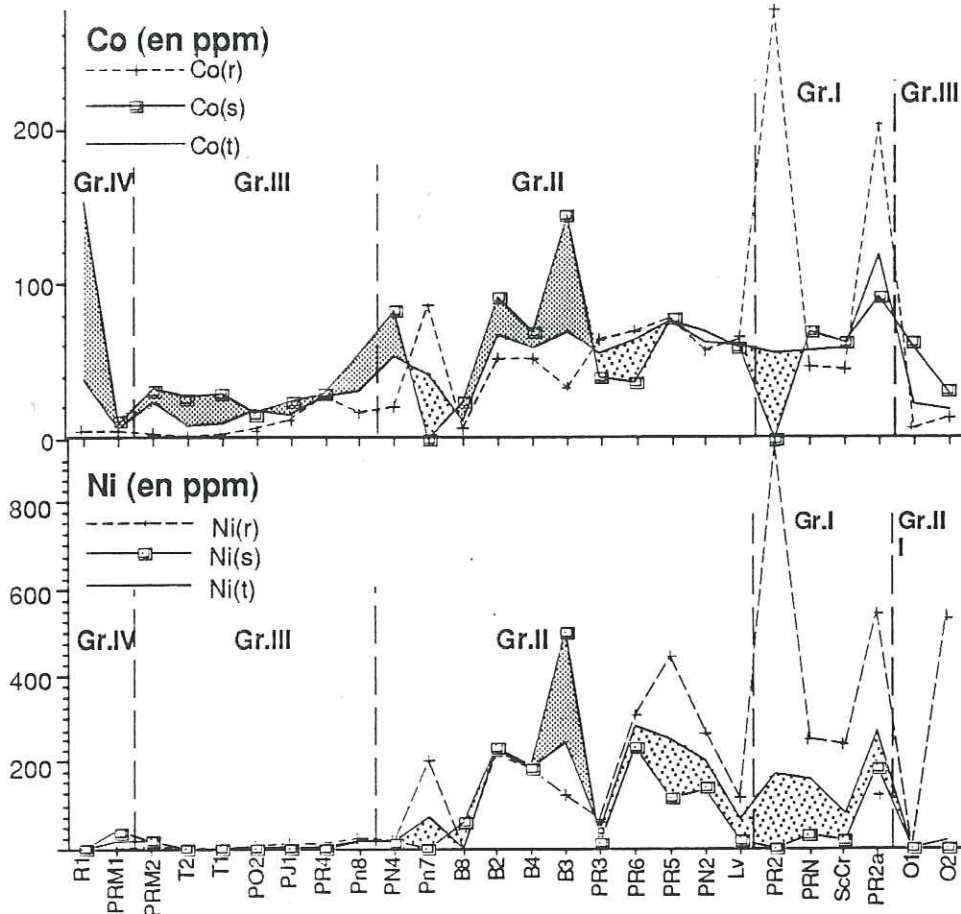 Co (en ppm)
Co(r)
Co(s)
Co(t)
200
100
0
Gr.IV
Gr.III
Gr.II
Gr.I
Gr.III
Ni (en ppm)
Ni(r)
Ni(s)
Ni(t)
800
600
400
200
Gr.IV
Gr.III
Gr.II
Gr.I
Gr.II
I
R1
PRM1
PRM2
T2
T1
PO2
PJ1
PR4
Pn8
PN4
Pn7
B8
B2
B4
B3
PR3
PR6
PR5
PN2
Lv
PR2
PRN
ScCr
PR2a
O1
O2